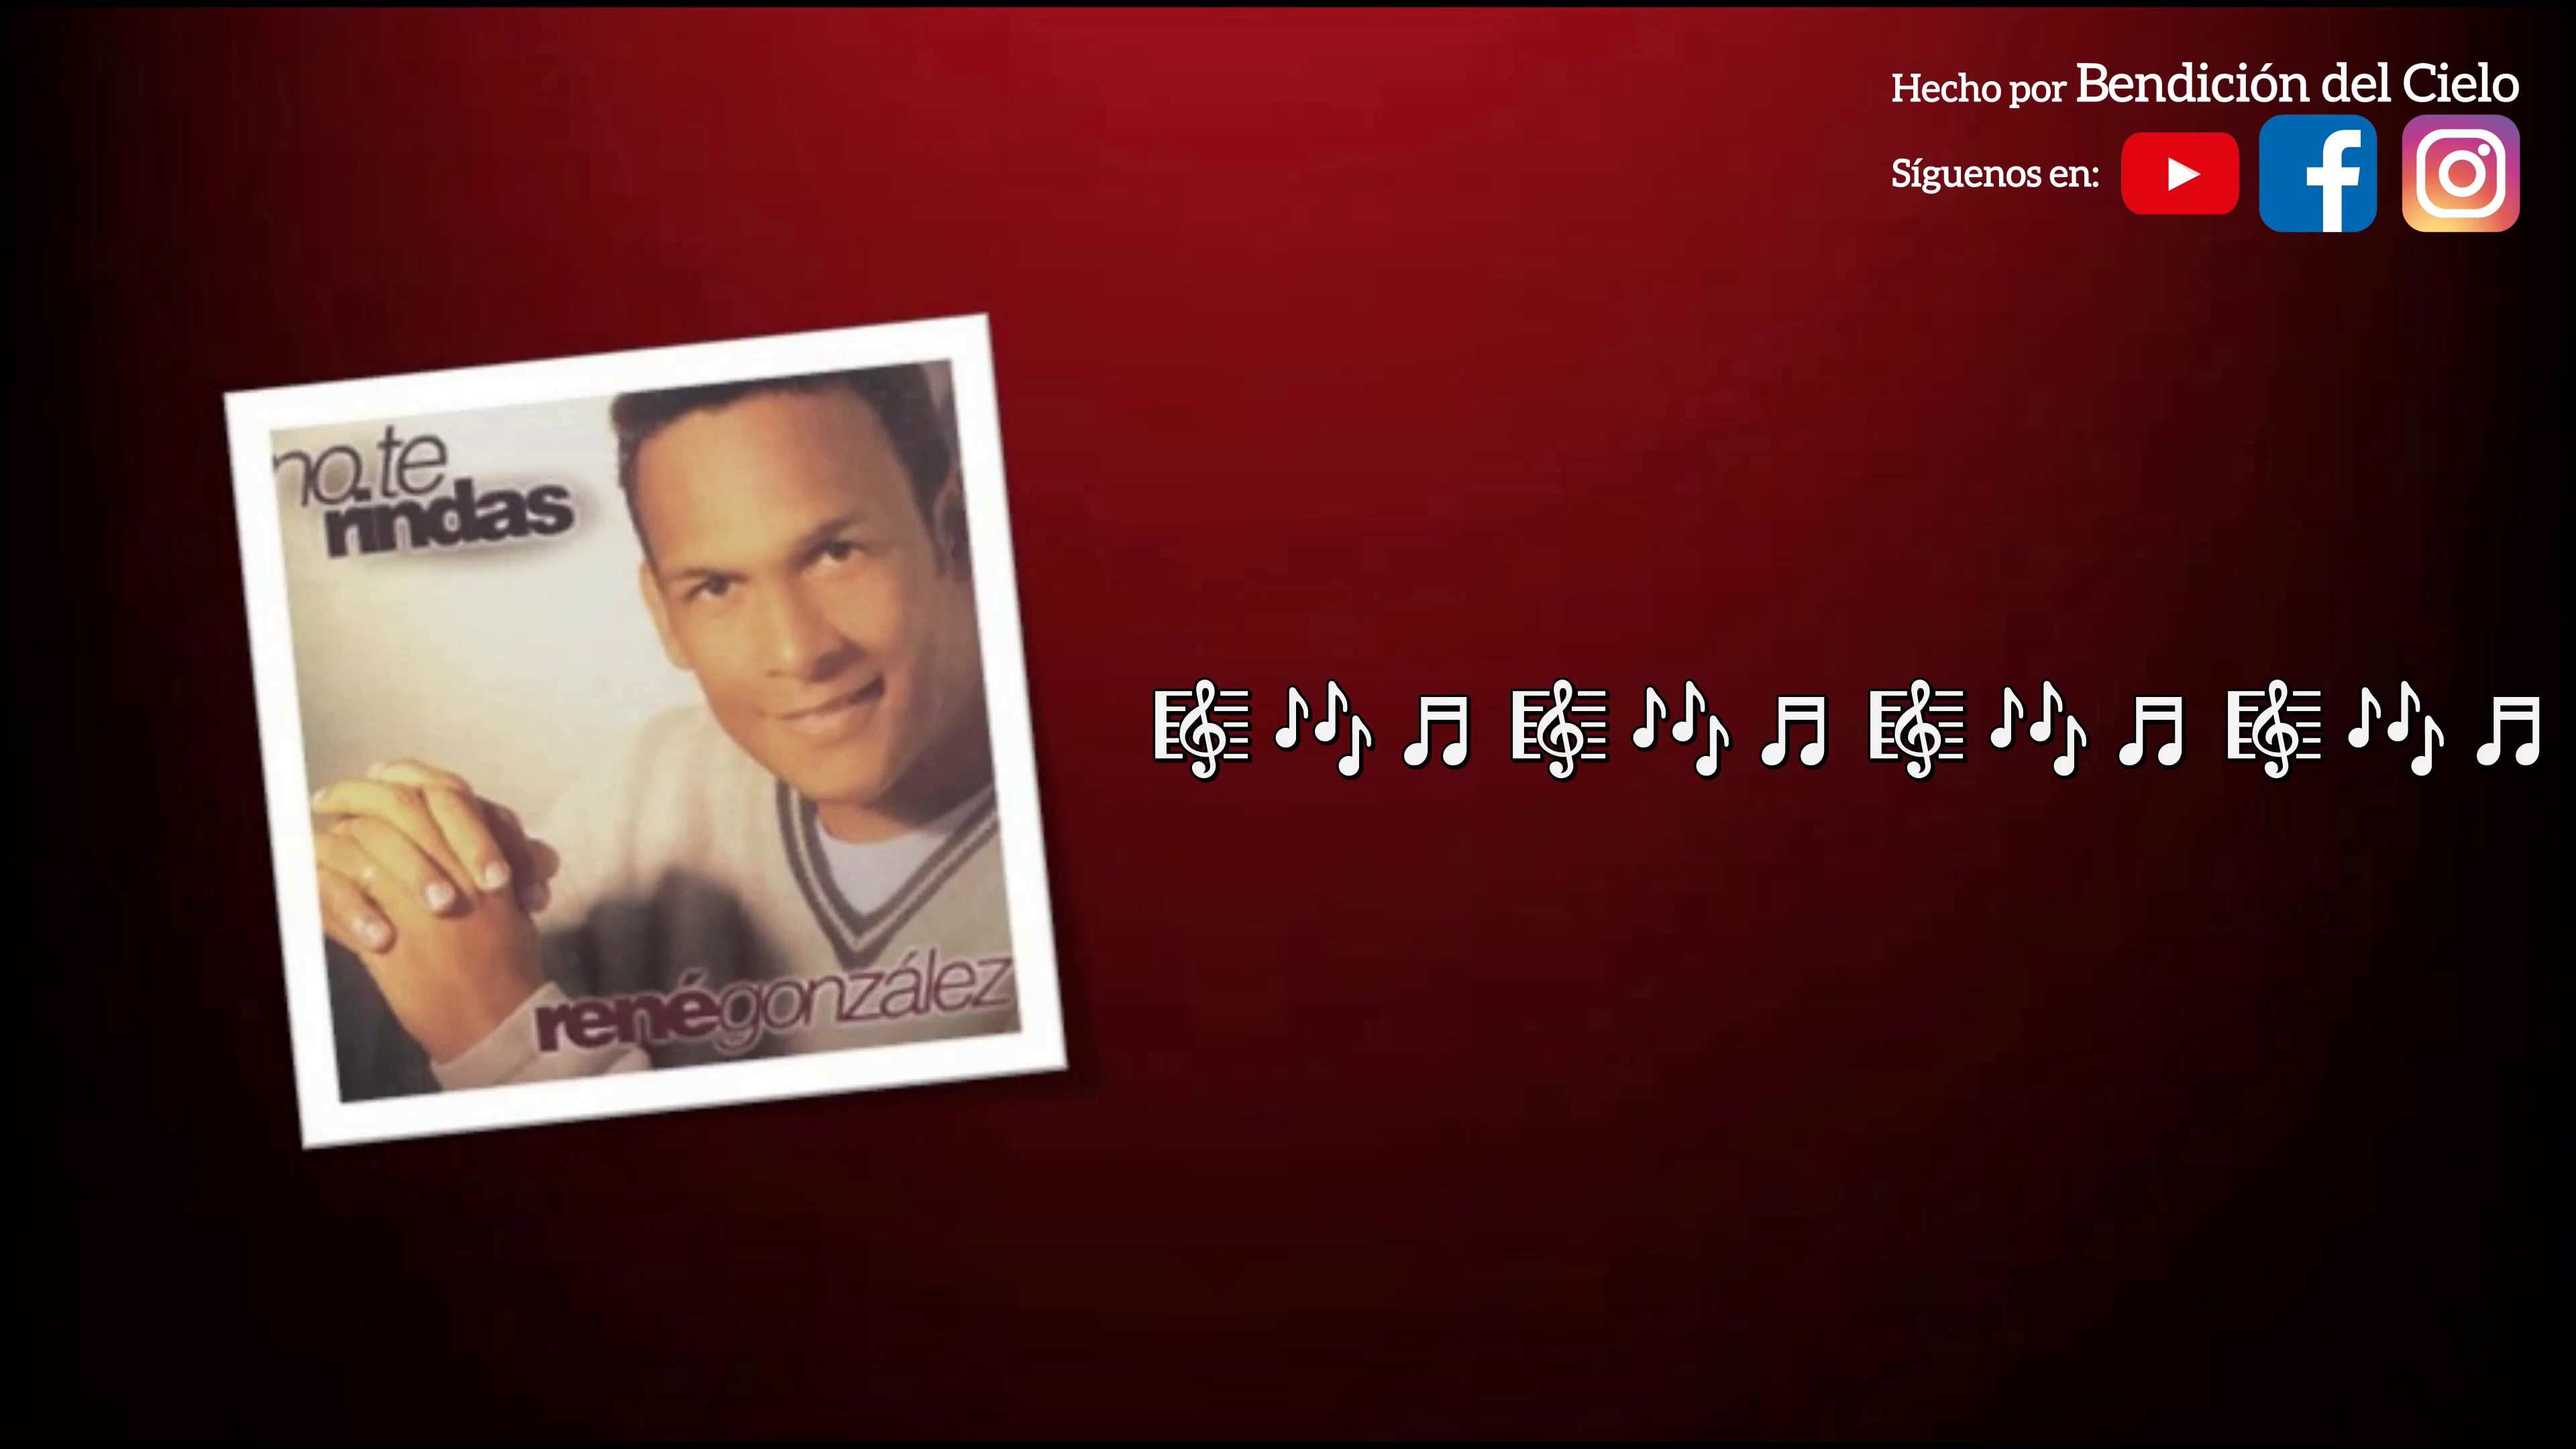 Hecho por Bendición del Cielo
Síguenos en:
no te
rindas
renégonzález